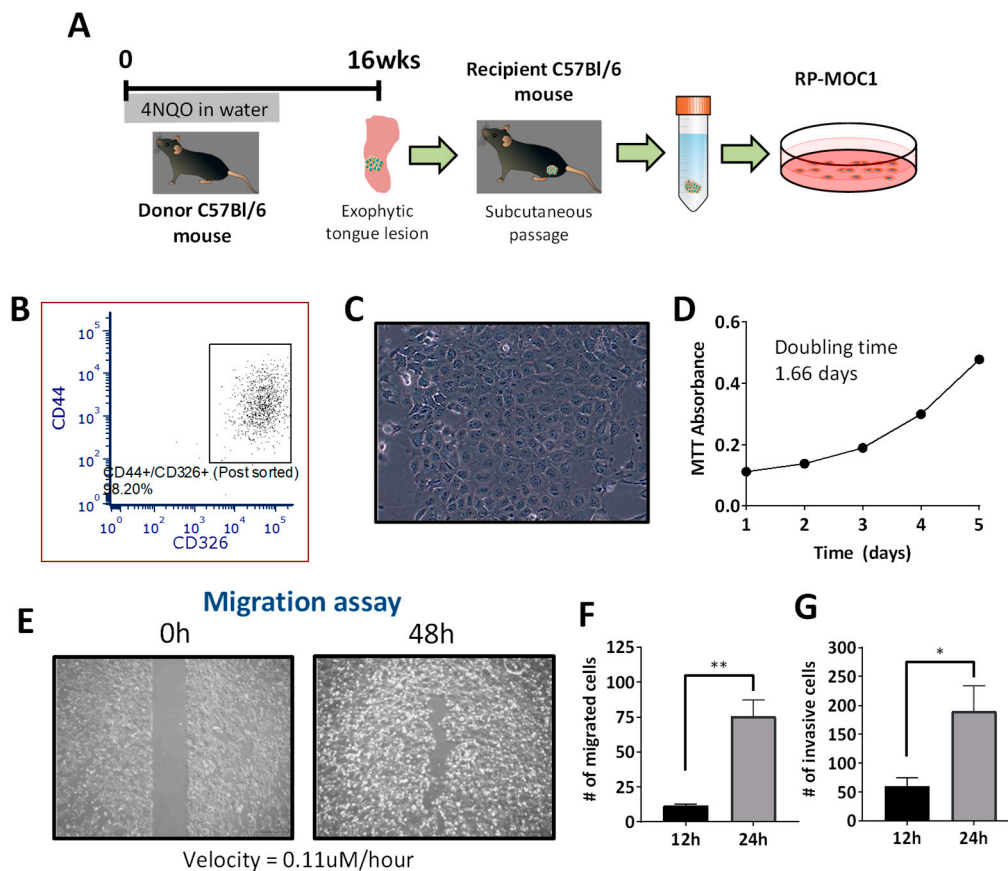 A
0
16wks
4NQO in water
Donor C57Bl/6
mouse
Exophytic
tongue lesion
Recipient C57Bl/6
mouse
Subcutaneous
passage
RP-MOC1
B
CD44
10^5
10^4
10^3
10^2
10^0
CD44+/CD326+ (Post sorted)
98.20%
10^0
10^2
10^3
10^4
10^5
CD326
C
D
MTT Absorbance
0.6
0.4
0.2
0.0
Doubling time
1.66 days
1
2
3
4
5
Time (days)
E
Migration assay
0h
48h
Velocity = 0.11uM/hour
F
# of migrated cells
125
100
75
50
25
0
**
12h
24h
G
# of invasive cells
300
250
200
150
100
50
0
*
12h
24h